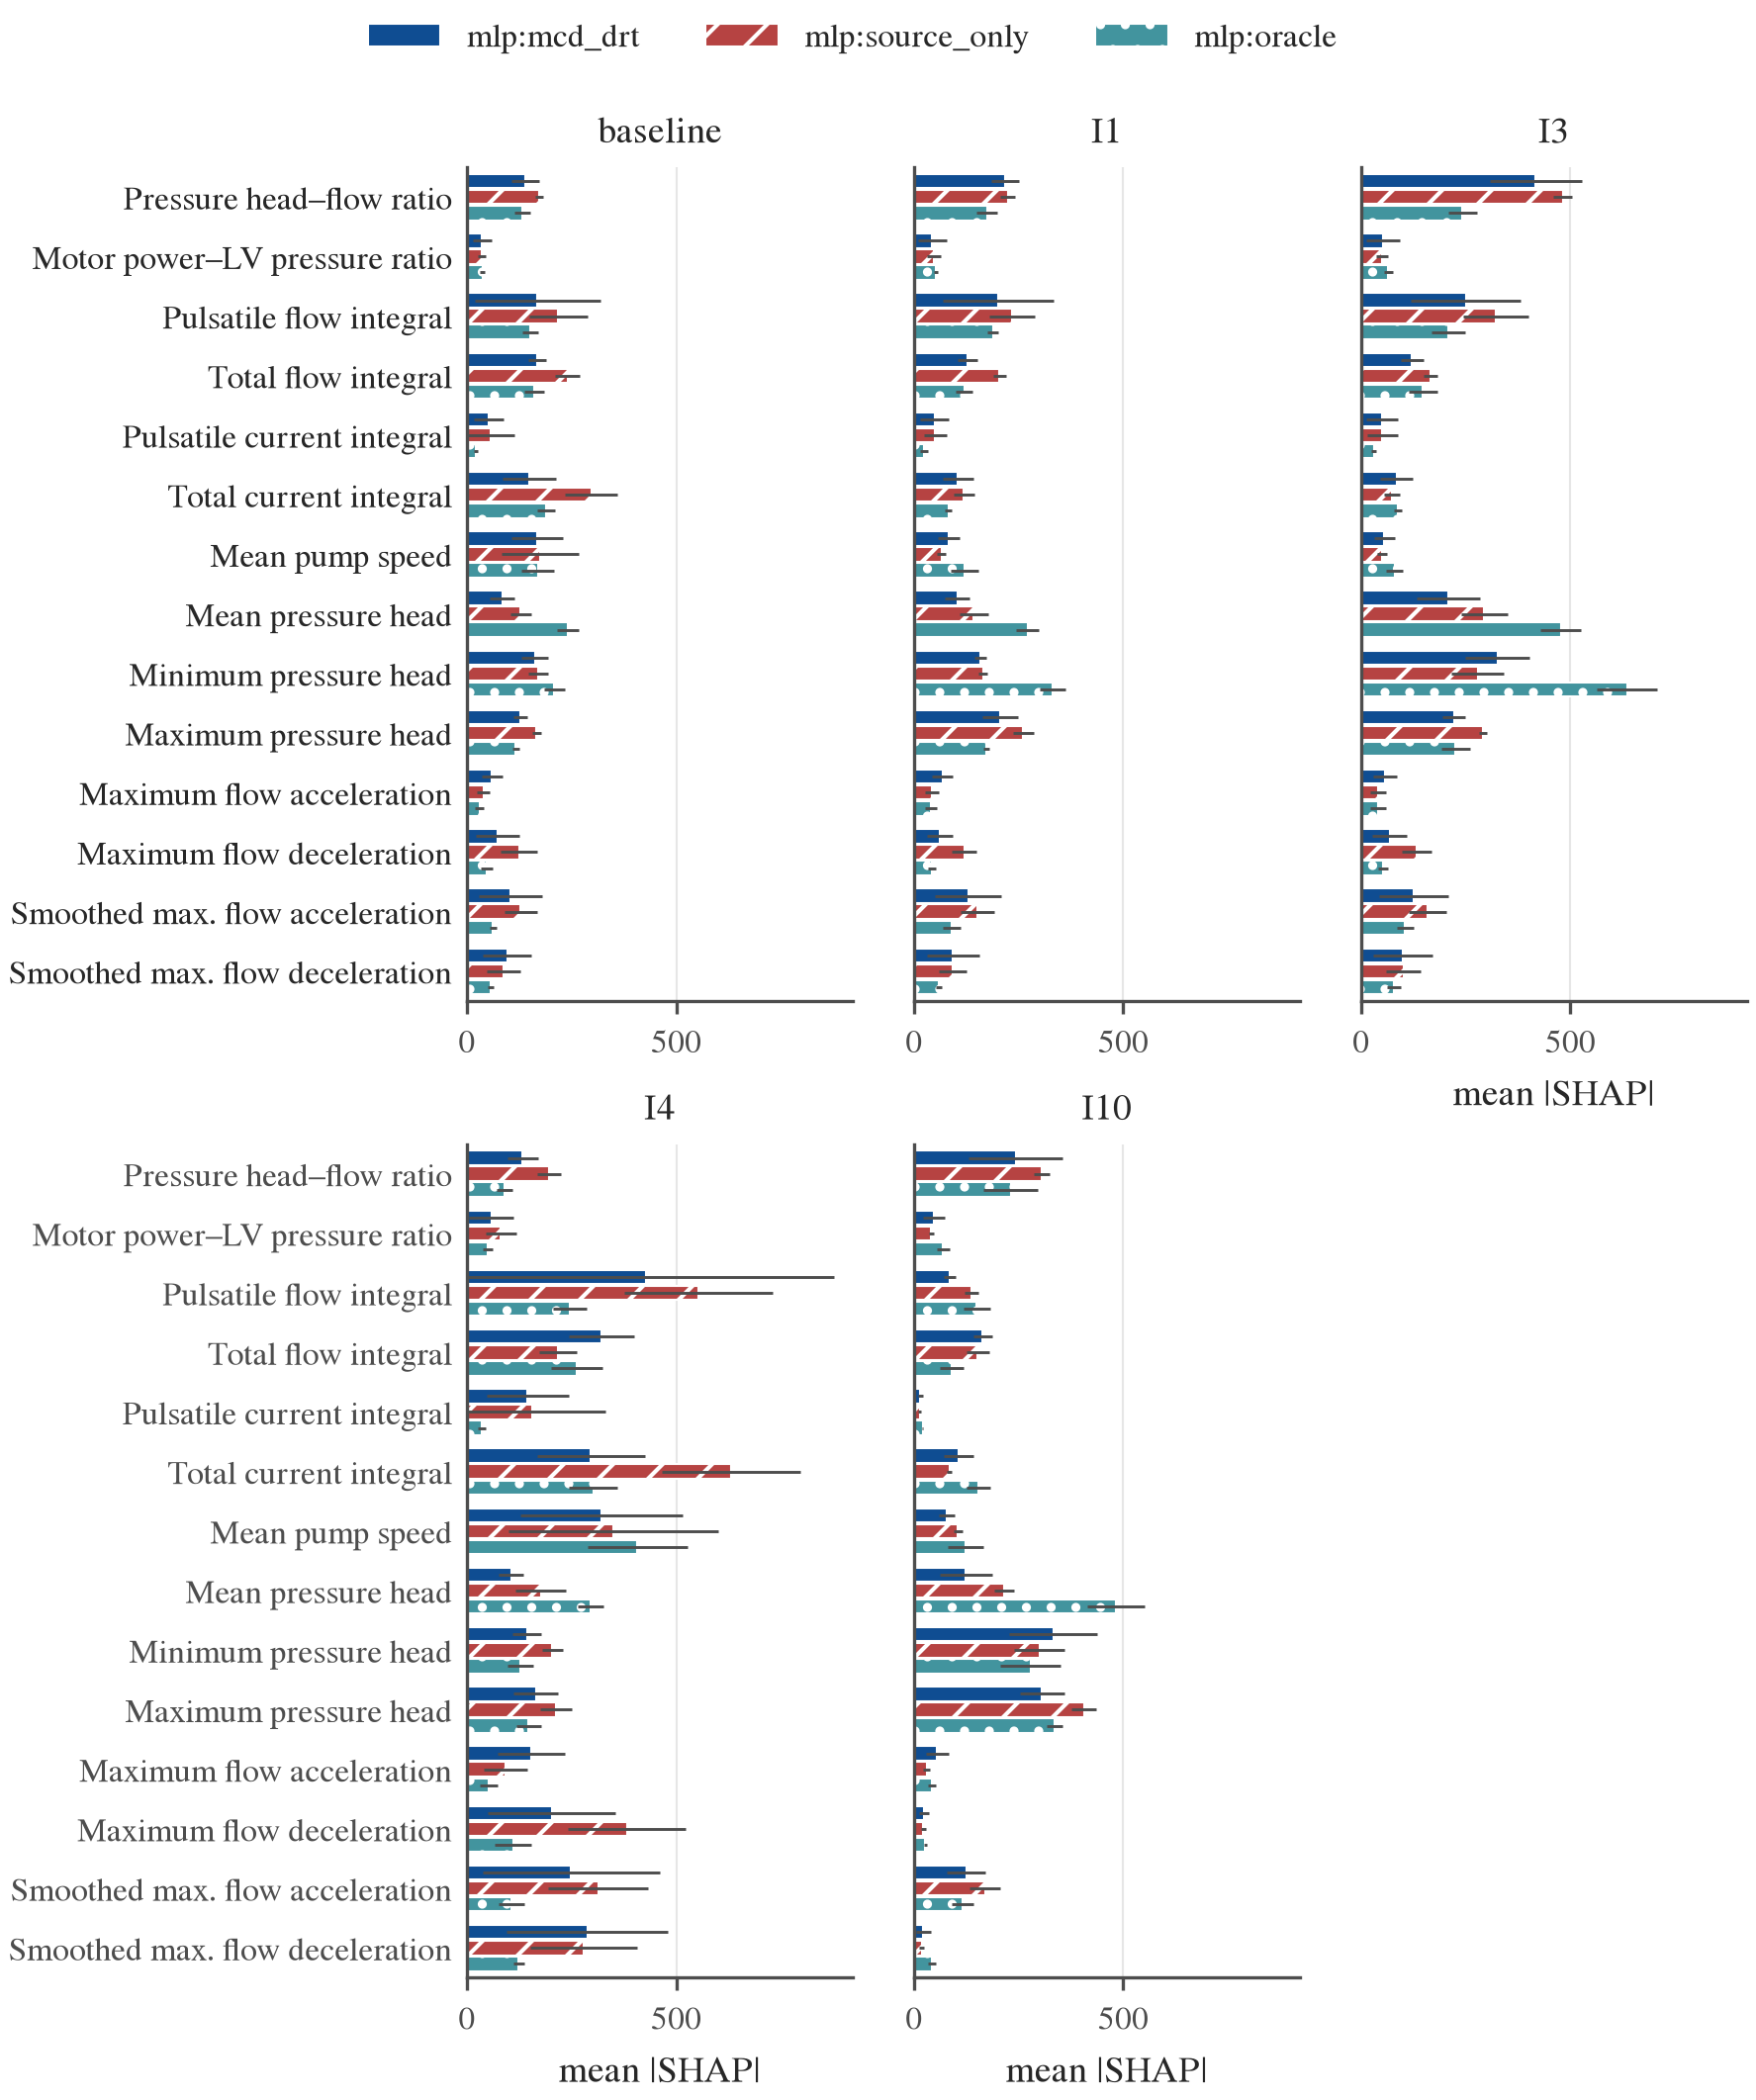 mlp:mcd_drt mlp:source_only mlp:oracle
baseline I1 I3
Pressure head–flow ratio
Motor power–LV pressure ratio
Pulsatile flow integral
Total flow integral
Pulsatile current integral
Total current integral
Mean pump speed
Mean pressure head
Minimum pressure head
Maximum pressure head
Maximum flow acceleration
Maximum flow deceleration
Smoothed max. flow acceleration
Smoothed max. flow deceleration
0 500 0 500 0 500
mean |SHAP|
I4 I10
Pressure head–flow ratio
Motor power–LV pressure ratio
Pulsatile flow integral
Total flow integral
Pulsatile current integral
Total current integral
Mean pump speed
Mean pressure head
Minimum pressure head
Maximum pressure head
Maximum flow acceleration
Maximum flow deceleration
Smoothed max. flow acceleration
Smoothed max. flow deceleration
0 500 0 500
mean |SHAP| mean |SHAP|